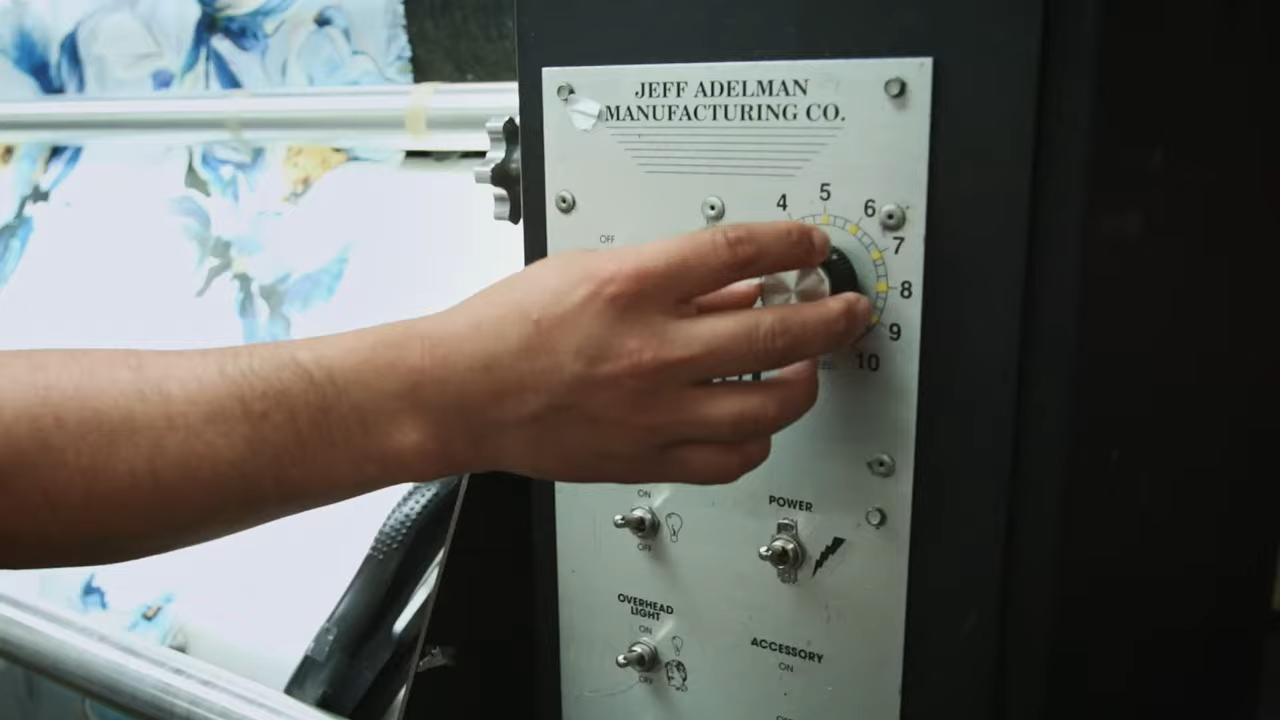 JEFF ADELMAN
MANUFACTURING CO.
4 5 6 7 8 9 10
OFF
ON
OFF
POWER
OVERHEAD
LIGHT
ON
OFF
ACCESSORY
ON